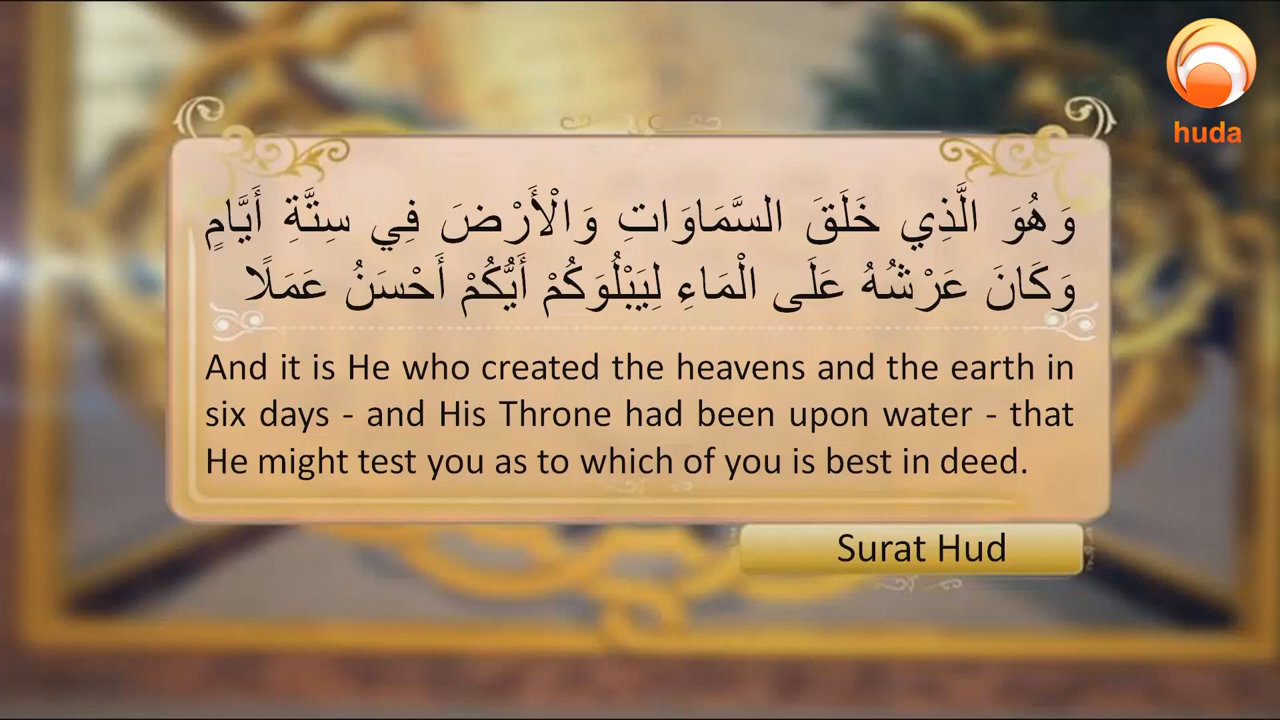 huda
وَهُوَ الَّذِي خَلَقَ السَّمَاوَاتِ وَالْأَرْضَ فِي سِتَّةِ أَيَّامٍ
وَكَانَ عَرْشُهُ عَلَى الْمَاءِ لِيَبْلُوَكُمْ أَيُّكُمْ أَحْسَنُ عَمَلًا
And it is He who created the heavens and the earth in
six days - and His Throne had been upon water - that
He might test you as to which of you is best in deed.
Surat Hud